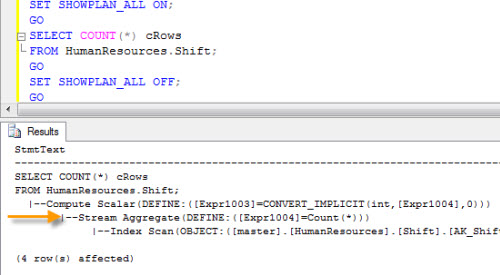 SET SHOWPLAN_ALL ON;
GO
SELECT COUNT(*) cRows
FROM HumanResources.Shift;
GO
SET SHOWPLAN_ALL OFF;
GO
Results
StmtText
--------------------------------------------------------------------------------
SELECT COUNT(*) cRows
FROM HumanResources.Shift;
|--Compute Scalar(DEFINE:([Expr1003]=CONVERT_IMPLICIT(int,[Expr1004],0)))
|--Stream Aggregate(DEFINE:([Expr1004]=Count(*)))
|--Index Scan(OBJECT:([master].[HumanResources].[Shift].[AK_Shif
(4 row(s) affected)